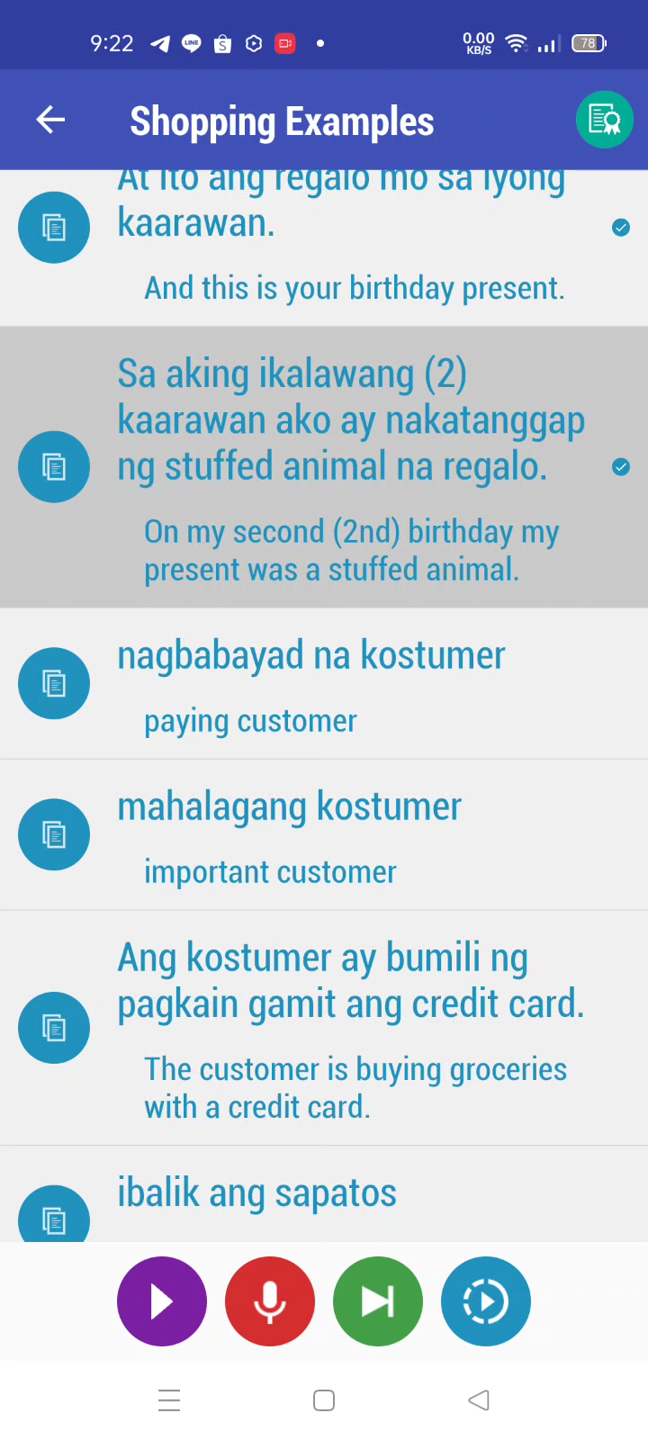 9:22
0.00
KB/S
78
Shopping Examples
At ito ang regalo mo sa iyong
kaarawan.
And this is your birthday present.
Sa aking ikalawang (2)
kaarawan ako ay nakatanggap
ng stuffed animal na regalo.
On my second (2nd) birthday my
present was a stuffed animal.
nagbabayad na kostumer
paying customer
mahalagang kostumer
important customer
Ang kostumer ay bumili ng
pagkain gamit ang credit card.
The customer is buying groceries
with a credit card.
ibalik ang sapatos